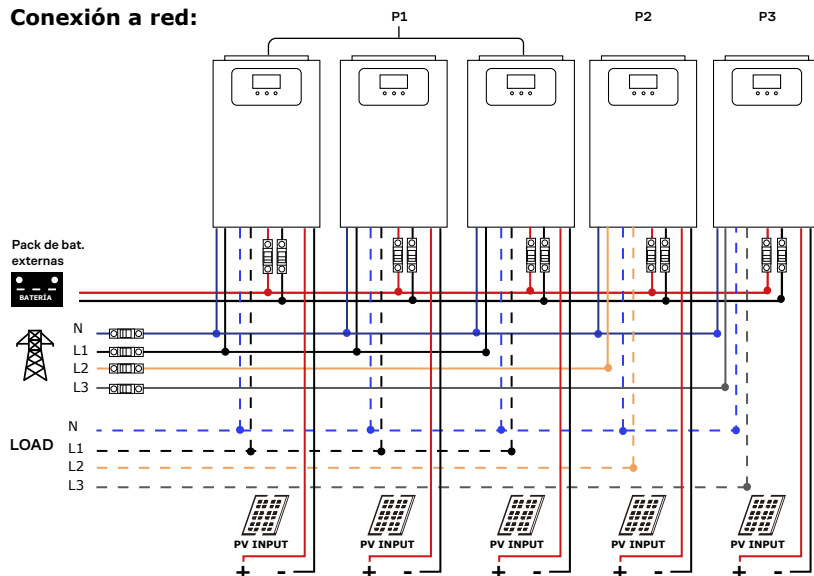 Conexión a red:
P1
P2
P3
Pack de bat.
externas
BATERÍA
N
L1
L2
L3
LOAD
N
L1
L2
L3
PV INPUT
PV INPUT
PV INPUT
PV INPUT
PV INPUT
+ -
+ -
+ -
+ -
+ -